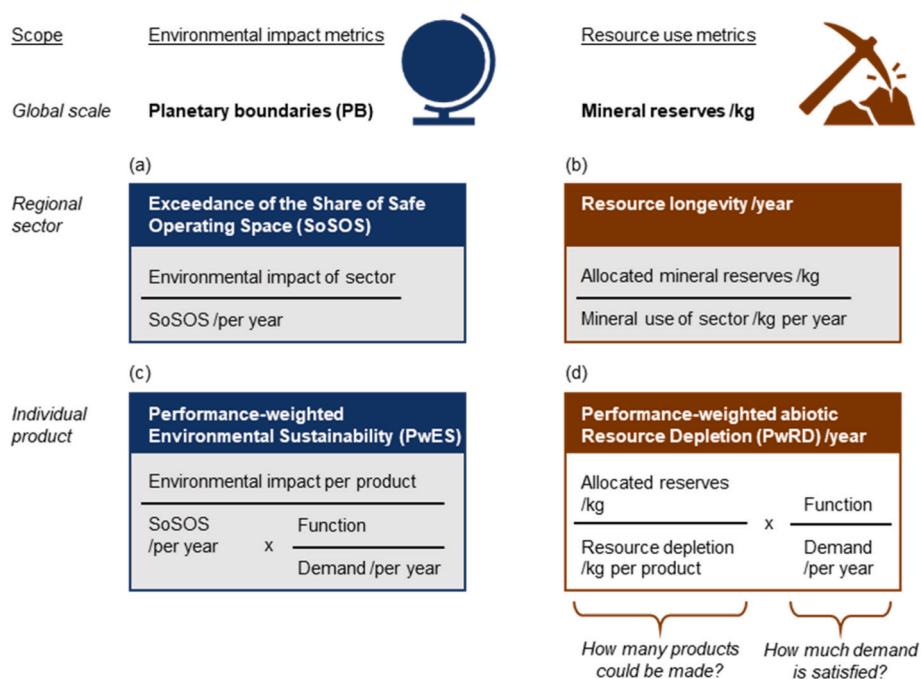 Scope
Environmental impact metrics
Resource use metrics
Global scale
Planetary boundaries (PB)
Mineral reserves /kg
(a)
(b)
Regional
sector
Exceedance of the Share of Safe
Operating Space (SoSOS)
Environmental impact of sector
SoSOS /per year
Resource longevity /year
Allocated mineral reserves /kg
Mineral use of sector /kg per year
(c)
(d)
Individual
product
Performance-weighted
Environmental Sustainability (PwES)
Environmental impact per product
SoSOS
/per year
x
Function
Demand /per year
Performance-weighted abiotic
Resource Depletion (PwRD) /year
Allocated reserves
/kg
Resource depletion
/kg per product
x
Function
Demand
/per year
How many products
could be made?
How much demand
is satisfied?